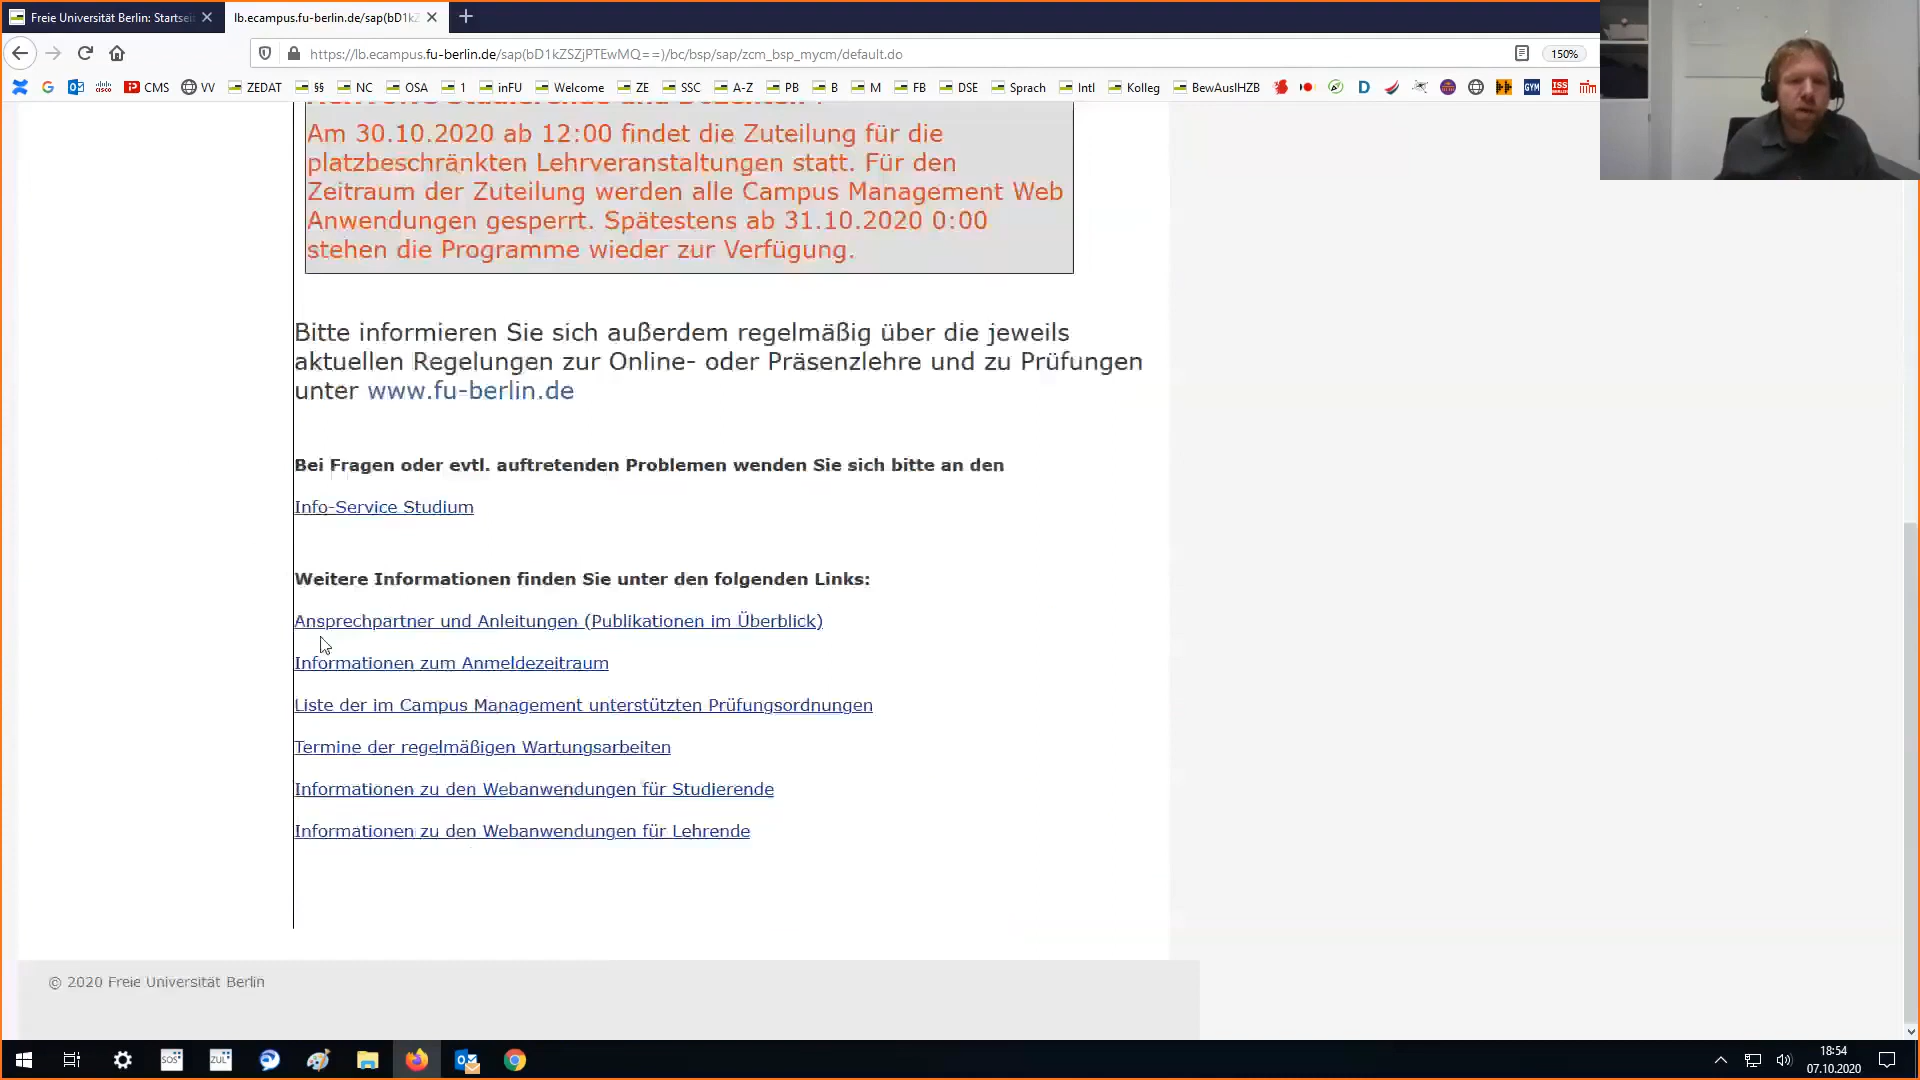 Freie Universität Berlin: Startsei
lb.ecampus.fu-berlin.de/sap(bD1kZ
https://lb.ecampus.fu-berlin.de/sap(bD1kZSZjPTEwMQ==)/bc/bsp/sap/zcm_bsp_mycm/default.do
150%
CMS VV ZEDAT §§ NC OSA 1 inFU Welcome ZE SSC A-Z PB B M FB DSE Sprach Intl Kolleg BewAuslHZB
Am 30.10.2020 ab 12:00 findet die Zuteilung für die
platzbeschränkten Lehrveranstaltungen statt. Für den
Zeitraum der Zuteilung werden alle Campus Management Web
Anwendungen gesperrt. Spätestens ab 31.10.2020 0:00
stehen die Programme wieder zur Verfügung.
Bitte informieren Sie sich außerdem regelmäßig über die jeweils
aktuellen Regelungen zur Online- oder Präsenzlehre und zu Prüfungen
unter www.fu-berlin.de
Bei Fragen oder evtl. auftretenden Problemen wenden Sie sich bitte an den
Info-Service Studium
Weitere Informationen finden Sie unter den folgenden Links:
Ansprechpartner und Anleitungen (Publikationen im Überblick)
Informationen zum Anmeldezeitraum
Liste der im Campus Management unterstützten Prüfungsordnungen
Termine der regelmäßigen Wartungsarbeiten
Informationen zu den Webanwendungen für Studierende
Informationen zu den Webanwendungen für Lehrende
© 2020 Freie Universität Berlin
SOS ZUL
18:54
07.10.2020